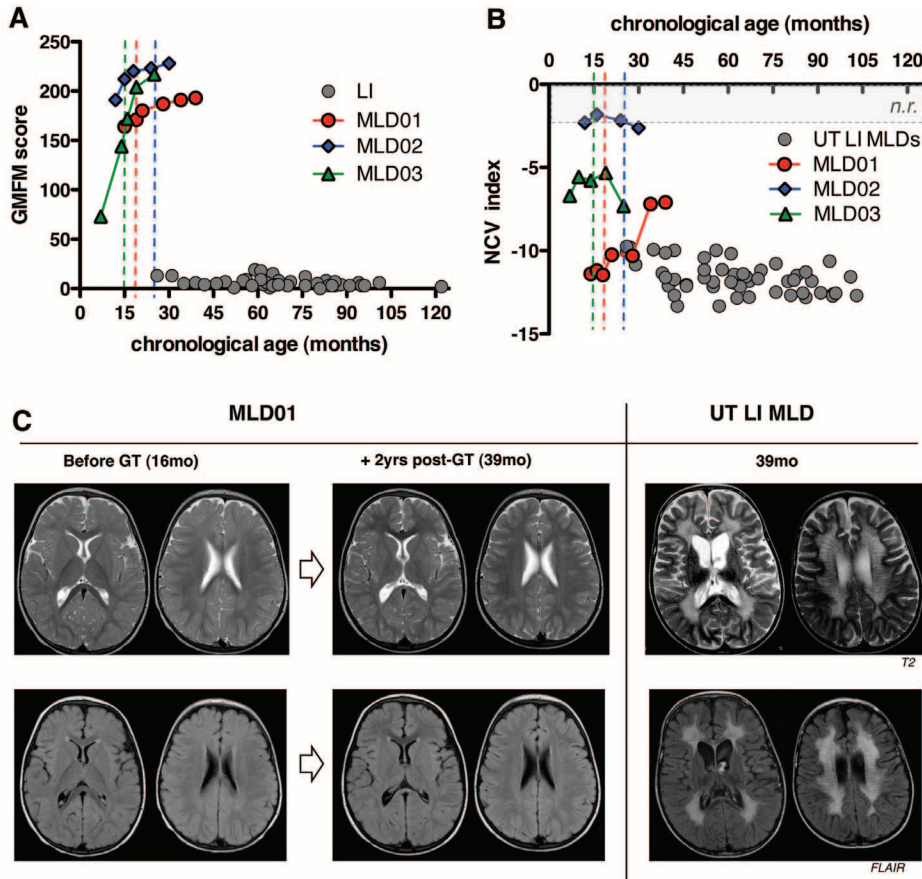 A
GMFM score
250
200
150
100
50
0
0 15 30 45 60 75 90 105 120
chronological age (months)
LI
MLD01
MLD02
MLD03
B
chronological age (months)
0 15 30 45 60 75 90 105 120
NCV index
0
-5
-10
-15
n.r.
UT LI MLDs
MLD01
MLD02
MLD03
C
MLD01
UT LI MLD
Before GT (16mo)
+ 2yrs post-GT (39mo)
39mo
T2
FLAIR